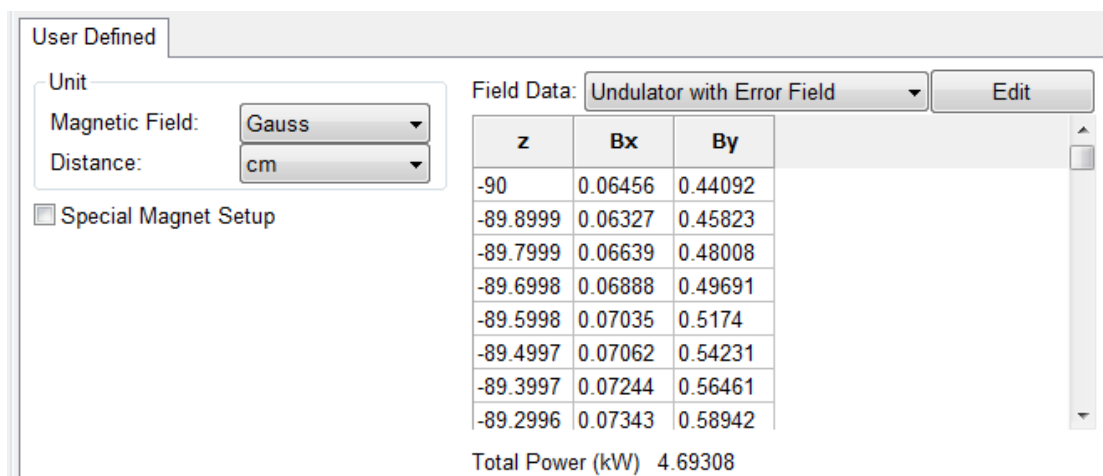 User Defined
Unit
Magnetic Field: Gauss
Distance: cm
Special Magnet Setup
Field Data: Undulator with Error Field Edit
z Bx By
-90 0.06456 0.44092
-89.8999 0.06327 0.45823
-89.7999 0.06639 0.48008
-89.6998 0.06888 0.49691
-89.5998 0.07035 0.5174
-89.4997 0.07062 0.54231
-89.3997 0.07244 0.56461
-89.2996 0.07343 0.58942
Total Power (kW) 4.69308